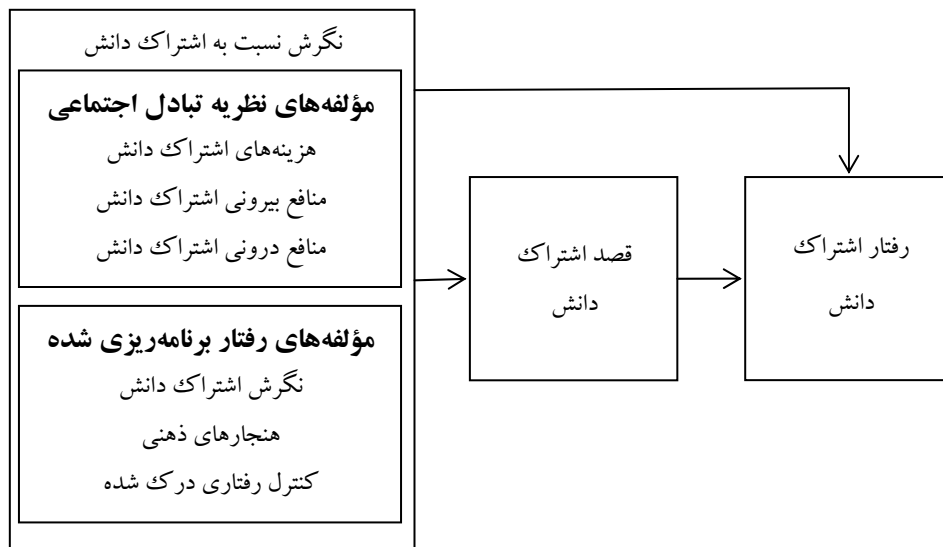 نگرش نسبت به اشتراک دانش
مؤلفه‌های نظریه تبادل اجتماعی
هزینه‌های اشتراک دانش
منافع بیرونی اشتراک دانش
منافع درونی اشتراک دانش
مؤلفه‌های رفتار برنامه‌ریزی شده
نگرش اشتراک دانش
هنجارهای ذهنی
کنترل رفتاری درک شده
قصد اشتراک
دانش
رفتار اشتراک
دانش